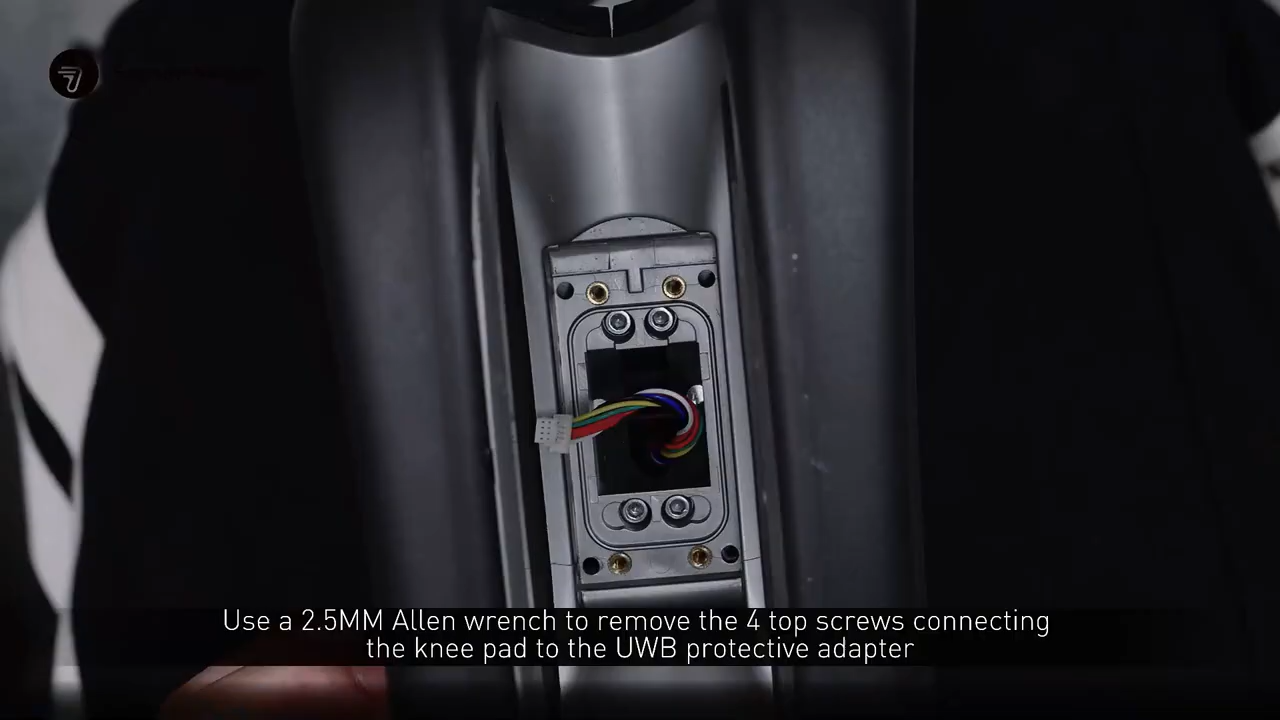 Use a 2.5MM Allen wrench to remove the 4 top screws connecting
the knee pad to the UWB protective adapter